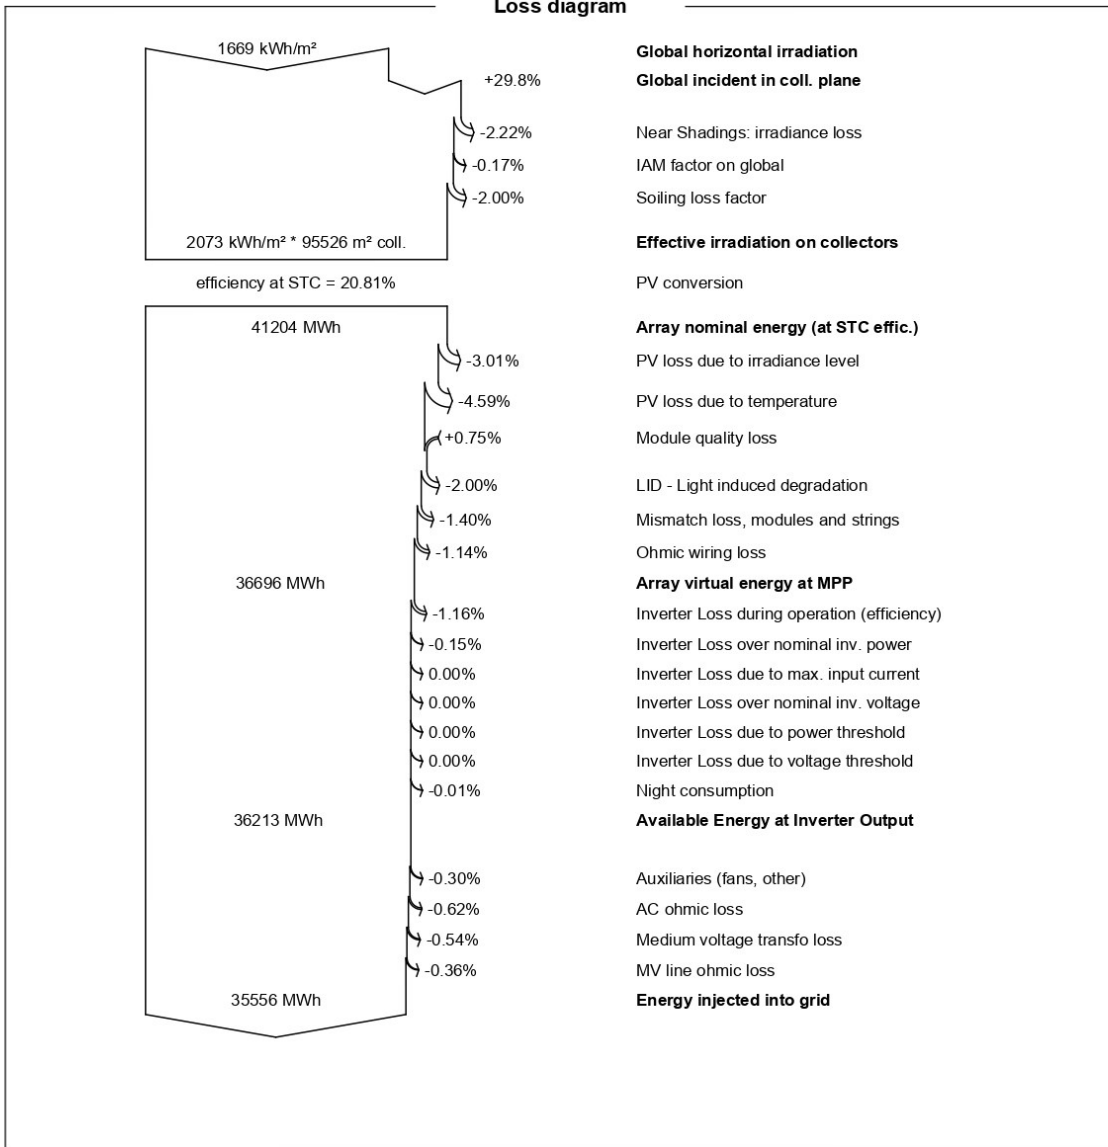 Loss diagram
1669 kWh/m² Global horizontal irradiation
+29.8% Global incident in coll. plane
-2.22% Near Shadings: irradiance loss
-0.17% IAM factor on global
-2.00% Soiling loss factor
2073 kWh/m² * 95526 m² coll. Effective irradiation on collectors
efficiency at STC = 20.81% PV conversion
41204 MWh Array nominal energy (at STC effic.)
-3.01% PV loss due to irradiance level
-4.59% PV loss due to temperature
+0.75% Module quality loss
-2.00% LID - Light induced degradation
-1.40% Mismatch loss, modules and strings
-1.14% Ohmic wiring loss
36696 MWh Array virtual energy at MPP
-1.16% Inverter Loss during operation (efficiency)
-0.15% Inverter Loss over nominal inv. power
0.00% Inverter Loss due to max. input current
0.00% Inverter Loss over nominal inv. voltage
0.00% Inverter Loss due to power threshold
0.00% Inverter Loss due to voltage threshold
-0.01% Night consumption
36213 MWh Available Energy at Inverter Output
-0.30% Auxiliaries (fans, other)
-0.62% AC ohmic loss
-0.54% Medium voltage transfo loss
-0.36% MV line ohmic loss
35556 MWh Energy injected into grid